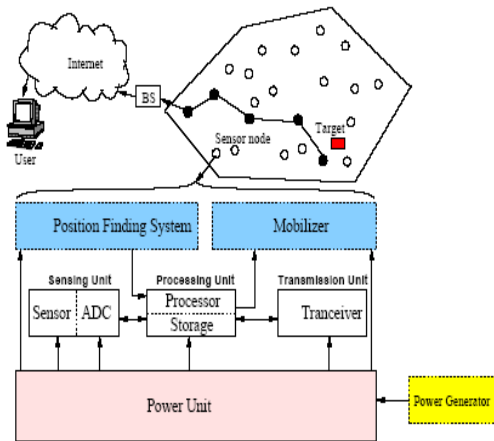 Internet
BS
User
Sensor node
Target
Position Finding System
Mobilizer
Sensing Unit
Processing Unit
Transmission Unit
Sensor
ADC
Processor
Storage
Tranceiver
Power Unit
Power Generator